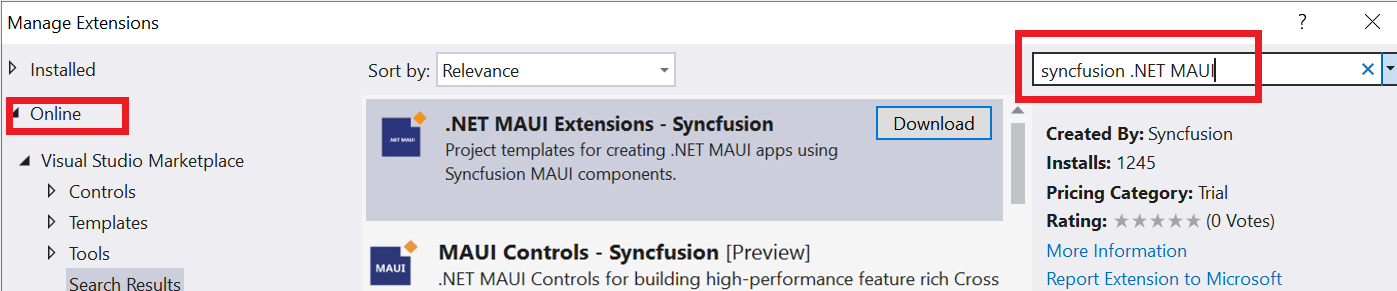 Manage Extensions
?
Installed
Online
Visual Studio Marketplace
Controls
Templates
Tools
Search Results
Sort by: Relevance
.NET MAUI
.NET MAUI Extensions - Syncfusion
Download
Project templates for creating .NET MAUI apps using
Syncfusion MAUI components.
MAUI
MAUI Controls - Syncfusion [Preview]
.NET MAUI Controls for building high-performance feature rich Cross
syncfusion .NET MAUI
Created By: Syncfusion
Installs: 1245
Pricing Category: Trial
Rating: ★★★★★ (0 Votes)
More Information
Report Extension to Microsoft